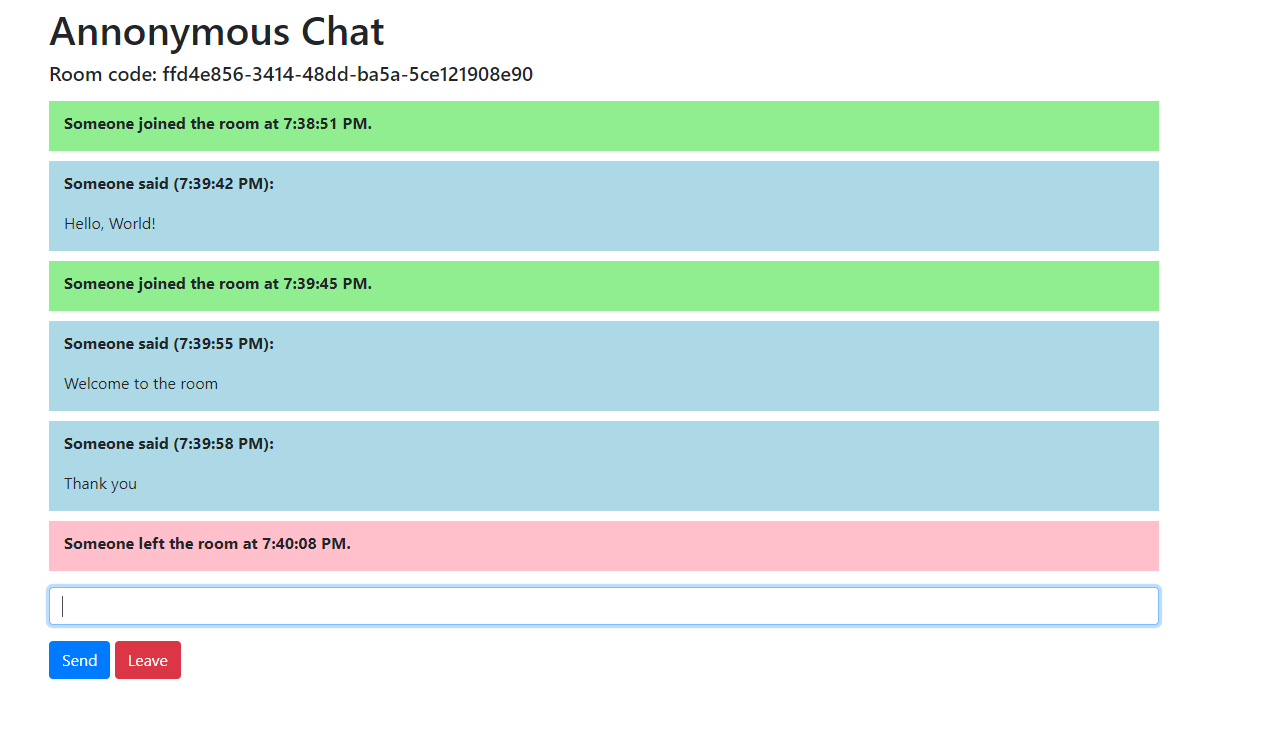 Annonymous Chat
Room code: ffd4e856-3414-48dd-ba5a-5ce121908e90
Someone joined the room at 7:38:51 PM.
Someone said (7:39:42 PM):
Hello, World!
Someone joined the room at 7:39:45 PM.
Someone said (7:39:55 PM):
Welcome to the room
Someone said (7:39:58 PM):
Thank you
Someone left the room at 7:40:08 PM.
Send Leave